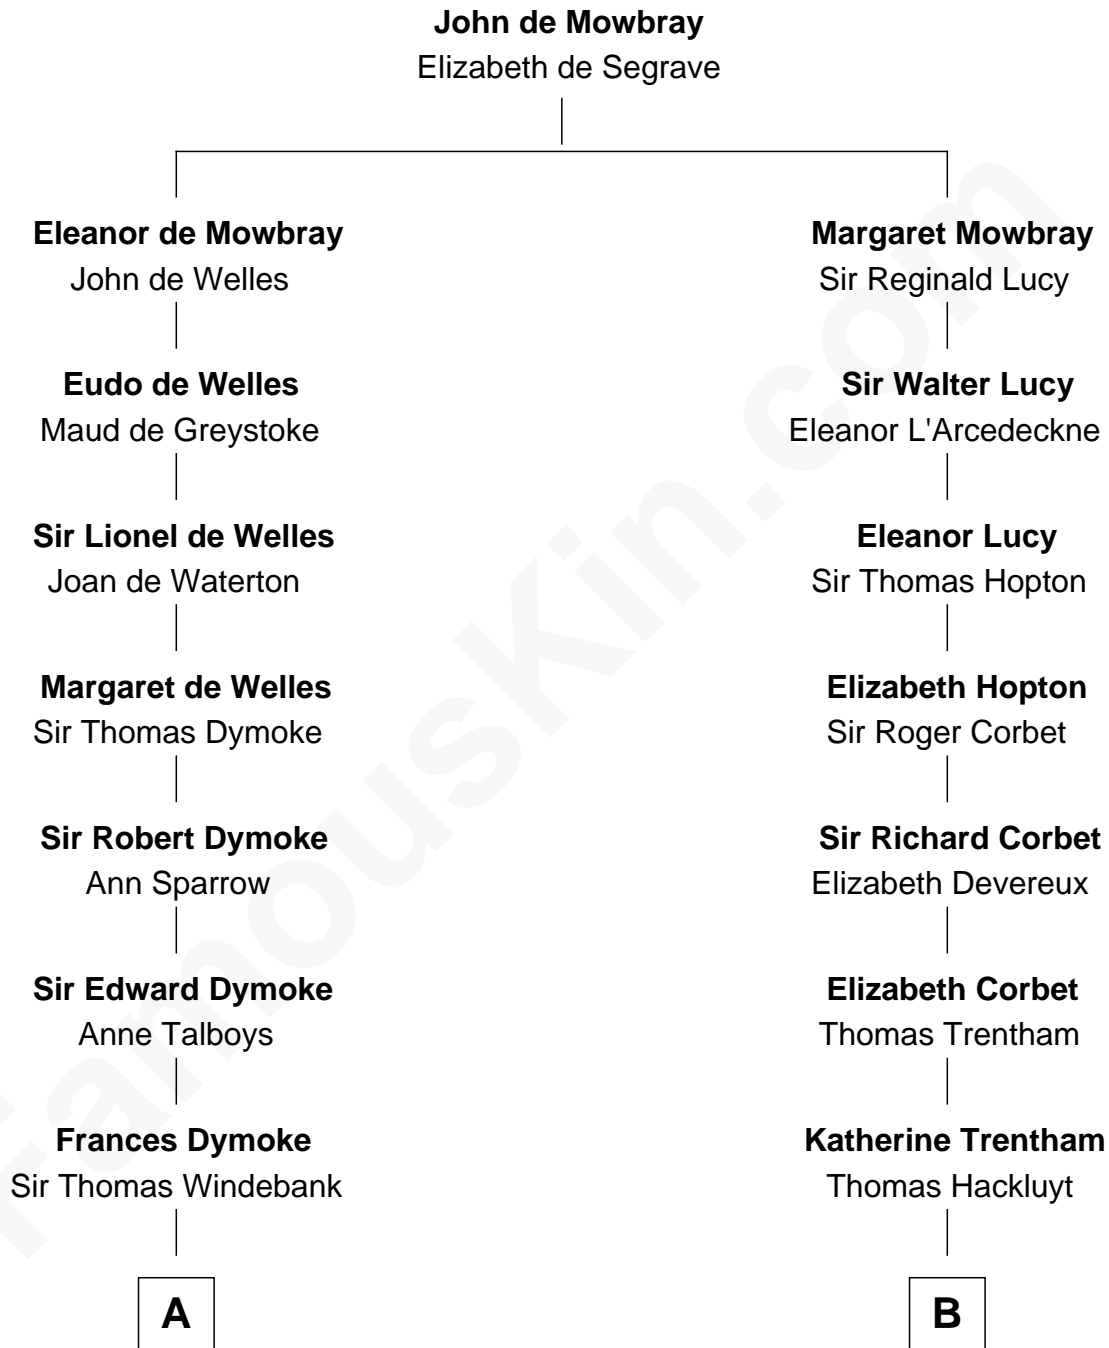 John de Mowbray
Elizabeth de Segrave
Eleanor de Mowbray
John de Welles
Margaret Mowbray
Sir Reginald Lucy
Eudo de Welles
Maud de Greystoke
Sir Walter Lucy
Eleanor L'Arcedeckne
Sir Lionel de Welles
Joan de Waterton
Eleanor Lucy
Sir Thomas Hopton
Margaret de Welles
Sir Thomas Dymoke
Elizabeth Hopton
Sir Roger Corbet
Sir Robert Dymoke
Ann Sparrow
Sir Richard Corbet
Elizabeth Devereux
Sir Edward Dymoke
Anne Talboys
Elizabeth Corbet
Thomas Trentham
Frances Dymoke
Sir Thomas Windebank
Katherine Trentham
Thomas Hackluyt
A
B
FamousKin.com